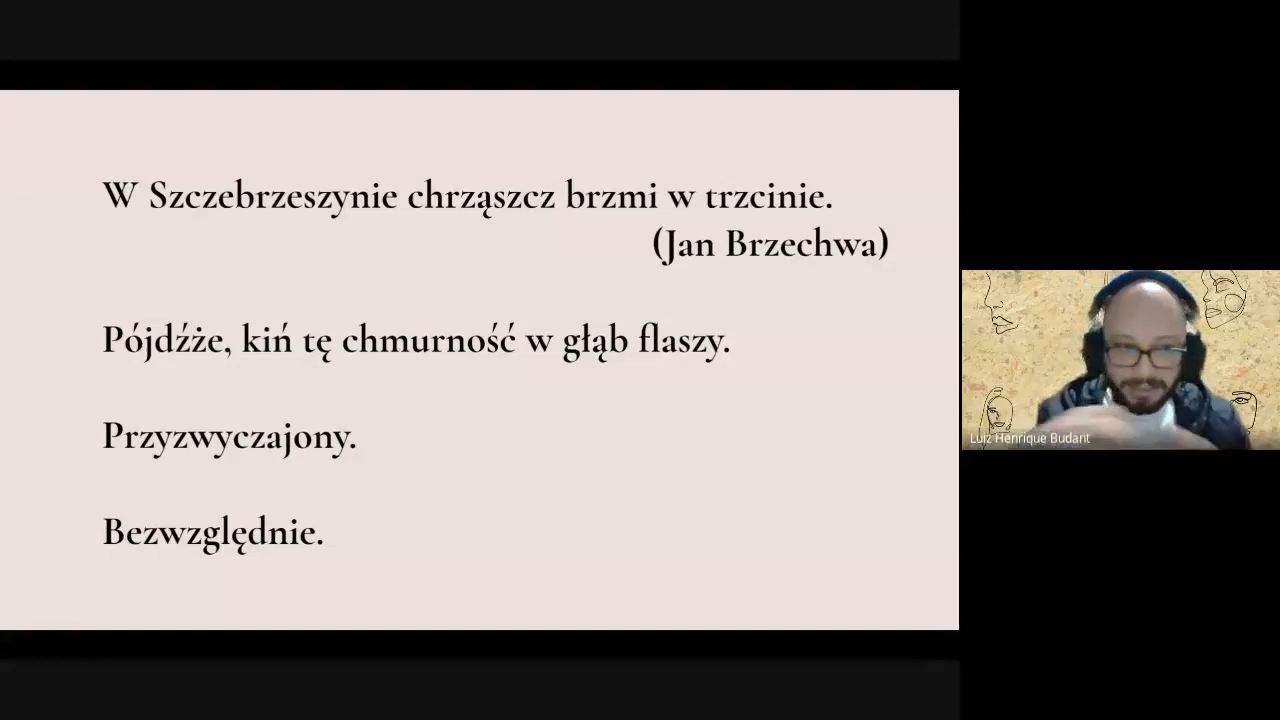 W Szczebrzeszynie chrząszcz brzmi w trzcinie.
(Jan Brzechwa)
Pójdźże, kiń tę chmurność w głąb flaszy.
Przyzwyczajony.
Bezwzględnie.
Luiz Henrique Budant